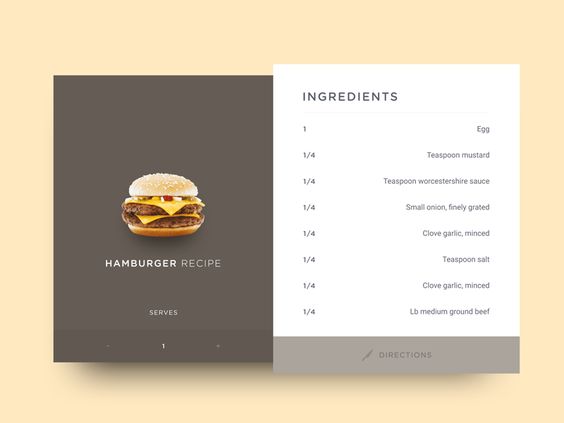 HAMBURGER RECIPE
SERVES
- 1 +
INGREDIENTS
1 Egg
1/4 Teaspoon mustard
1/4 Teaspoon worcestershire sauce
1/4 Small onion, finely grated
1/4 Clove garlic, minced
1/4 Teaspoon salt
1/4 Clove garlic, minced
1/4 Lb medium ground beef
DIRECTIONS